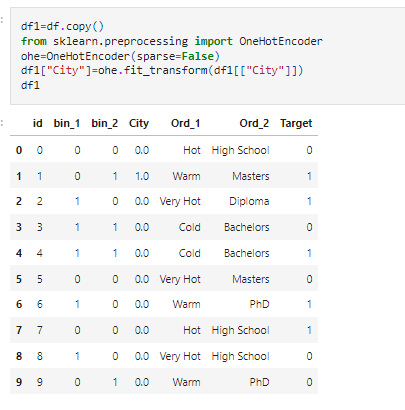 df1=df.copy()
from sklearn.preprocessing import OneHotEncoder
ohe=OneHotEncoder(sparse=False)
df1["City"]=ohe.fit_transform(df1[["City"]])
df1
id bin_1 bin_2 City Ord_1 Ord_2 Target
0 0 0 0 0.0 Hot High School 0
1 1 0 1 1.0 Warm Masters 1
2 2 1 0 0.0 Very Hot Diploma 1
3 3 1 1 0.0 Cold Bachelors 0
4 4 1 1 0.0 Cold Bachelors 1
5 5 0 0 0.0 Very Hot Masters 0
6 6 1 0 0.0 Warm PhD 1
7 7 0 0 0.0 Hot High School 1
8 8 1 0 0.0 Very Hot High School 0
9 9 0 1 0.0 Warm PhD 0